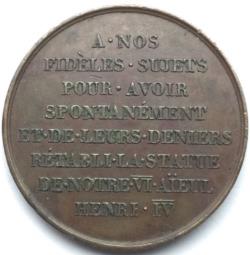 A·NOS
FIDÈLES·SUJETS
POUR·AVOIR
SPONTANÉMENT
ET·DE·LEURS·DENIERS
RÉTABLI·LA·STATUE
DE·NOTRE·VI·AÏEUL
HENRI·IV